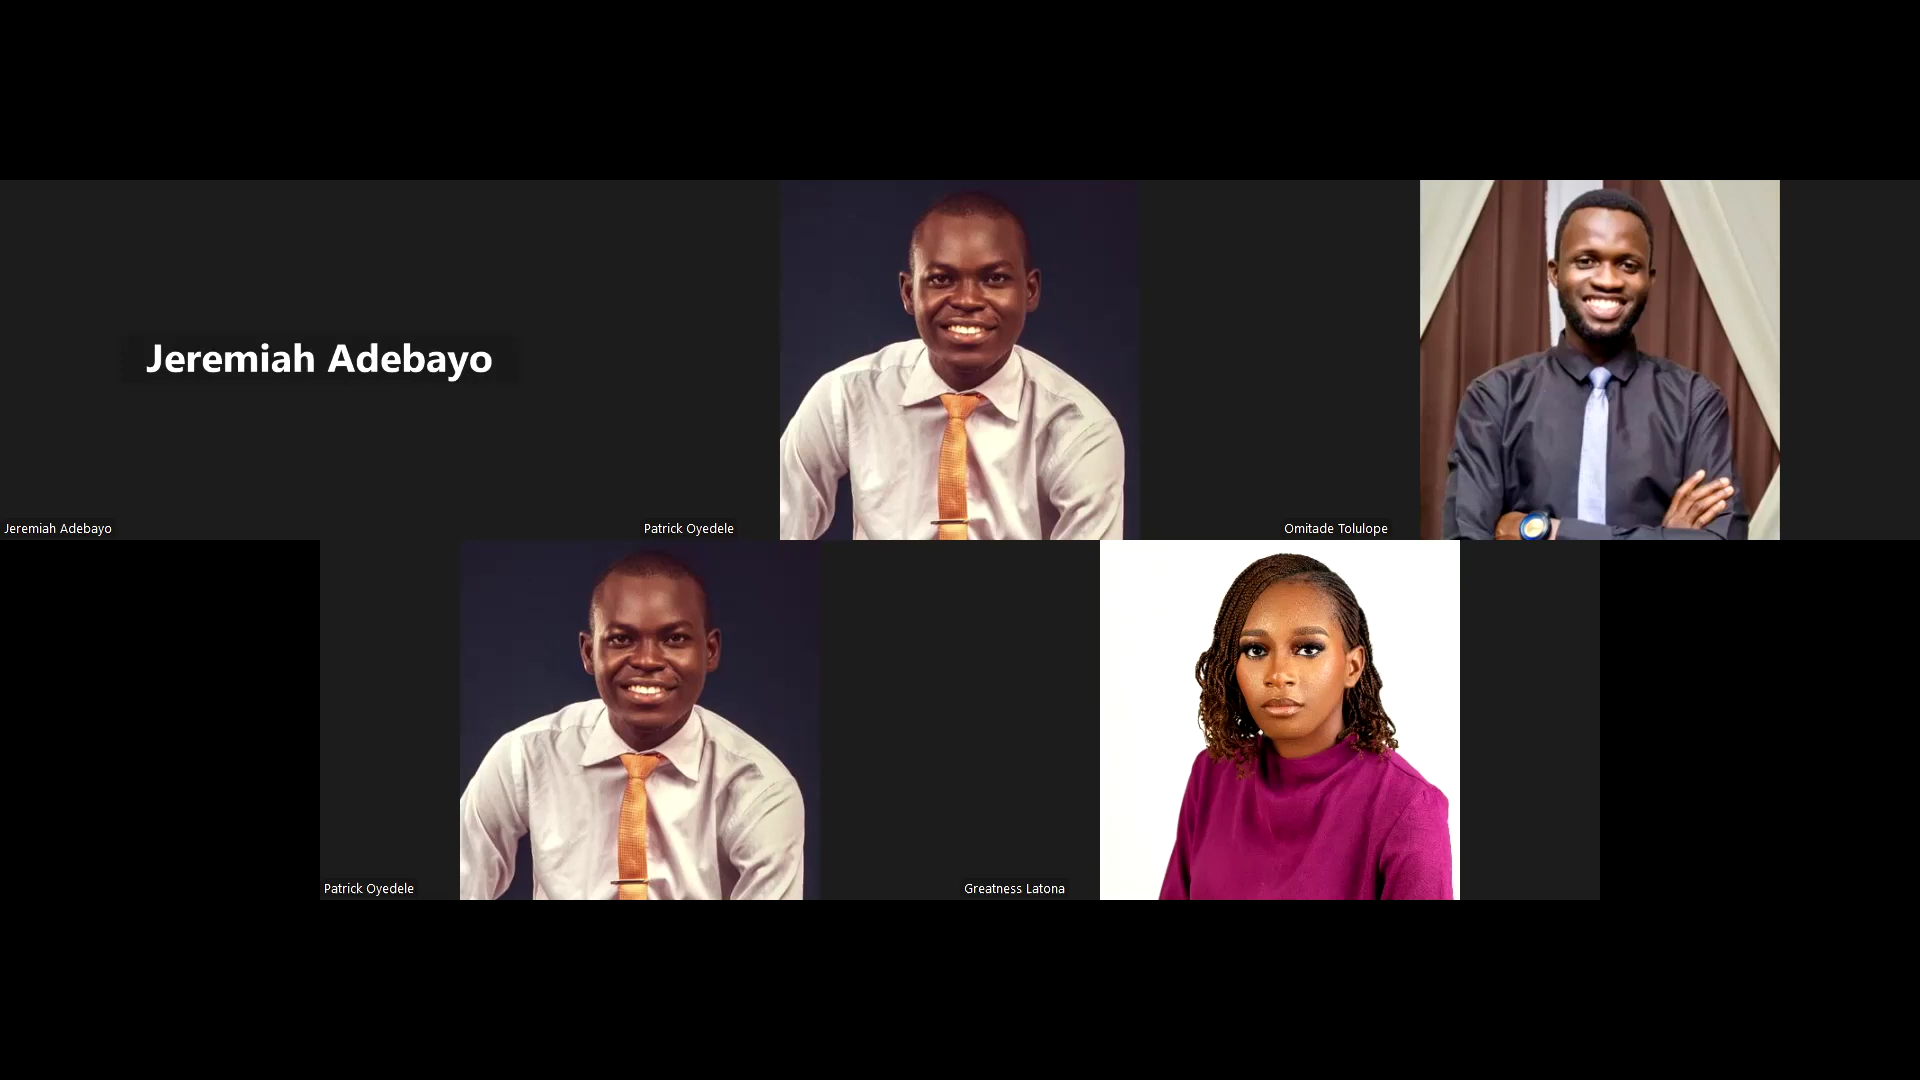 Jeremiah Adebayo
Jeremiah Adebayo
Patrick Oyedele
Omitade Tolulope
Patrick Oyedele
Greatness Latona